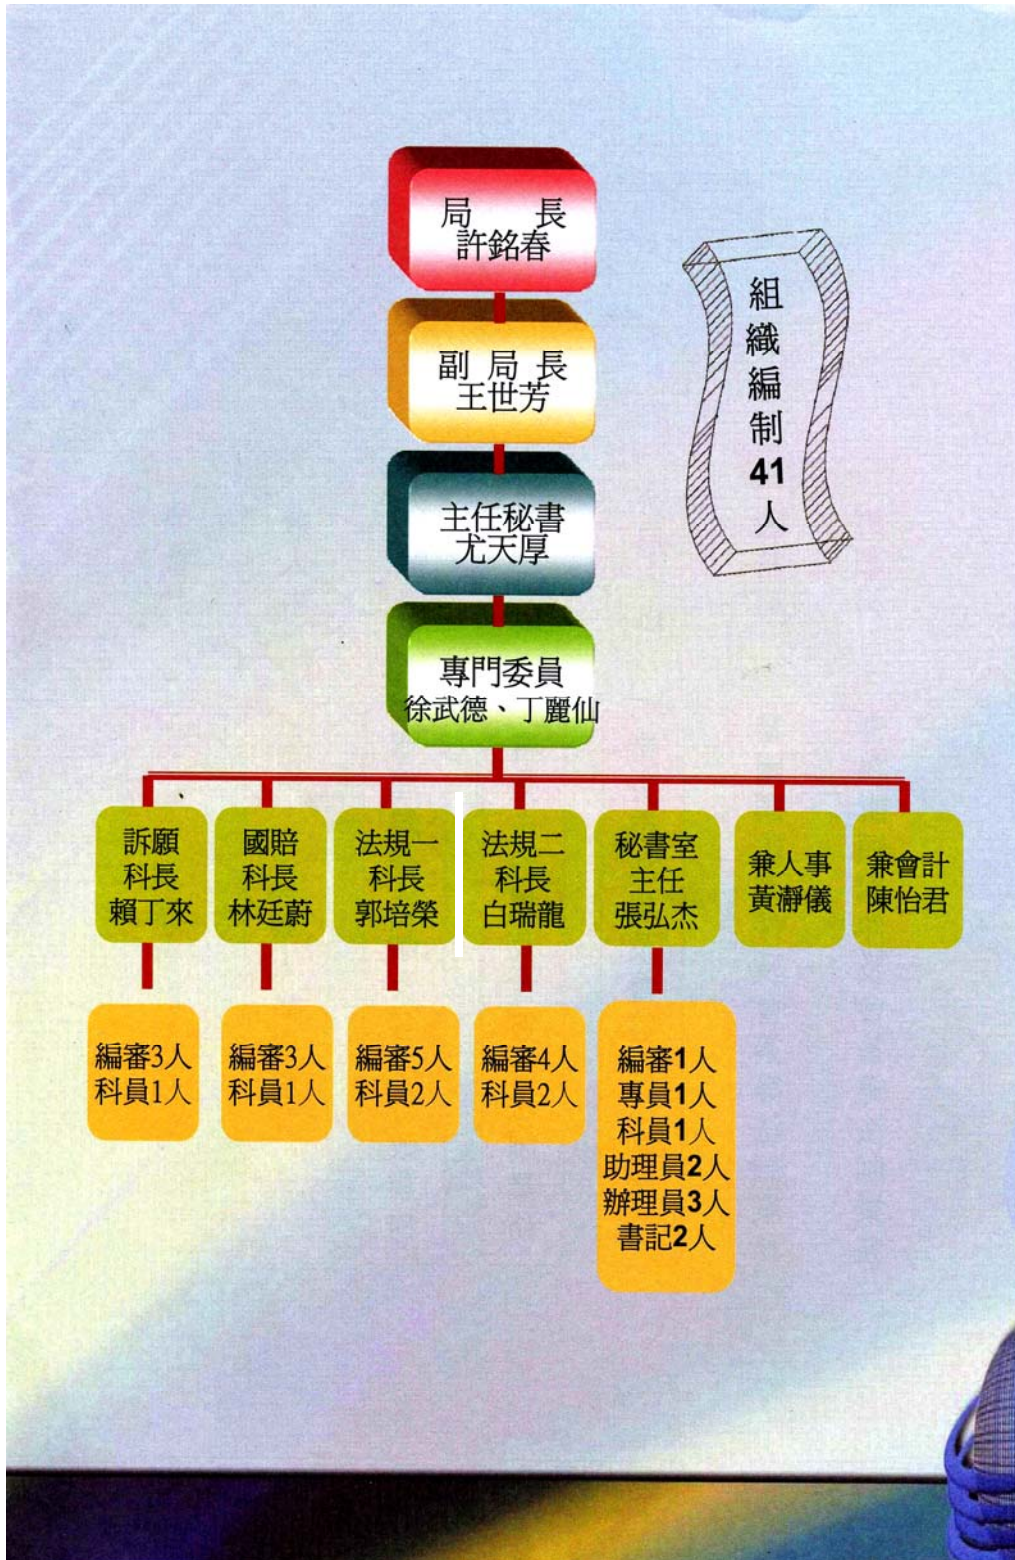 局　　長
許銘春
副 局 長
王世芳
主任秘書
尤天厚
專門委員
徐武德、丁麗仙
組織編制41人
訴願
科長
賴丁來
國賠
科長
林廷蔚
法規一
科長
郭培榮
法規二
科長
白瑞龍
秘書室
主任
張弘杰
兼人事
黃瀞儀
兼會計
陳怡君
編審3人
科員1人
編審3人
科員1人
編審5人
科員2人
編審4人
科員2人
編審1人
專員1人
科員1人
助理員2人
辦理員3人
書記2人